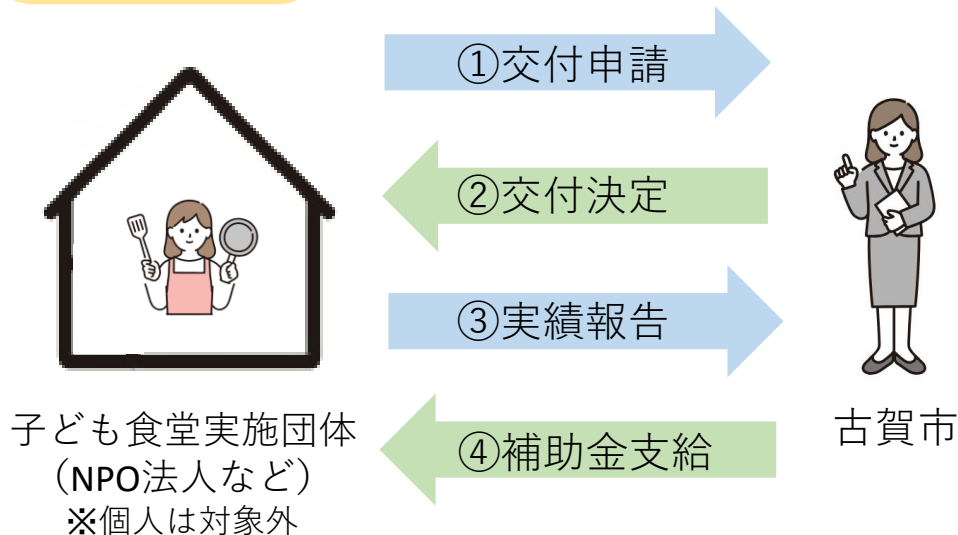 ①交付申請
②交付決定
③実績報告
④補助金支給
子ども食堂実施団体
（NPO法人など）
※個人は対象外
古賀市